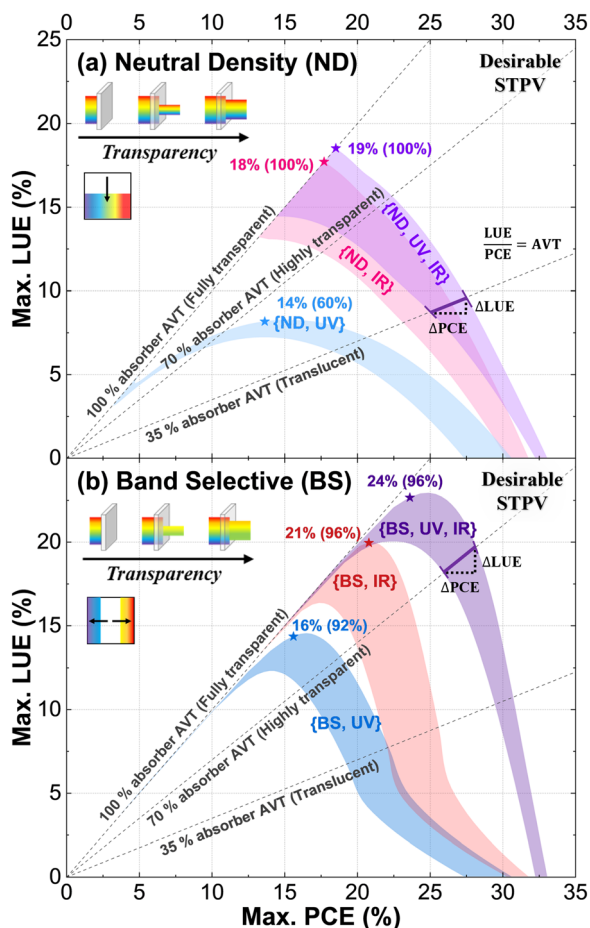 25
20
15
10
5
0
Max. LUE (%)
(a) Neutral Density (ND)
Transparency
Desirable
STPV
19% (100%)
18% (100%)
{ND, UV, IR}
{ND, IR}
14% (60%)
{ND, UV}
LUE
PCE
= AVT
ΔLUE
ΔPCE
100 % absorber AVT (Fully transparent)
70 % absorber AVT (Highly transparent)
35 % absorber AVT (Translucent)
20
15
10
5
0
Max. LUE (%)
(b) Band Selective (BS)
Transparency
Desirable
STPV
24% (96%)
{BS, UV, IR}
21% (96%)
{BS, IR}
16% (92%)
{BS, UV}
ΔLUE
ΔPCE
100 % absorber AVT (Fully transparent)
70 % absorber AVT (Highly transparent)
35 % absorber AVT (Translucent)
0 5 10 15 20 25 30 35
Max. PCE (%)
0 5 10 15 20 25 30 35